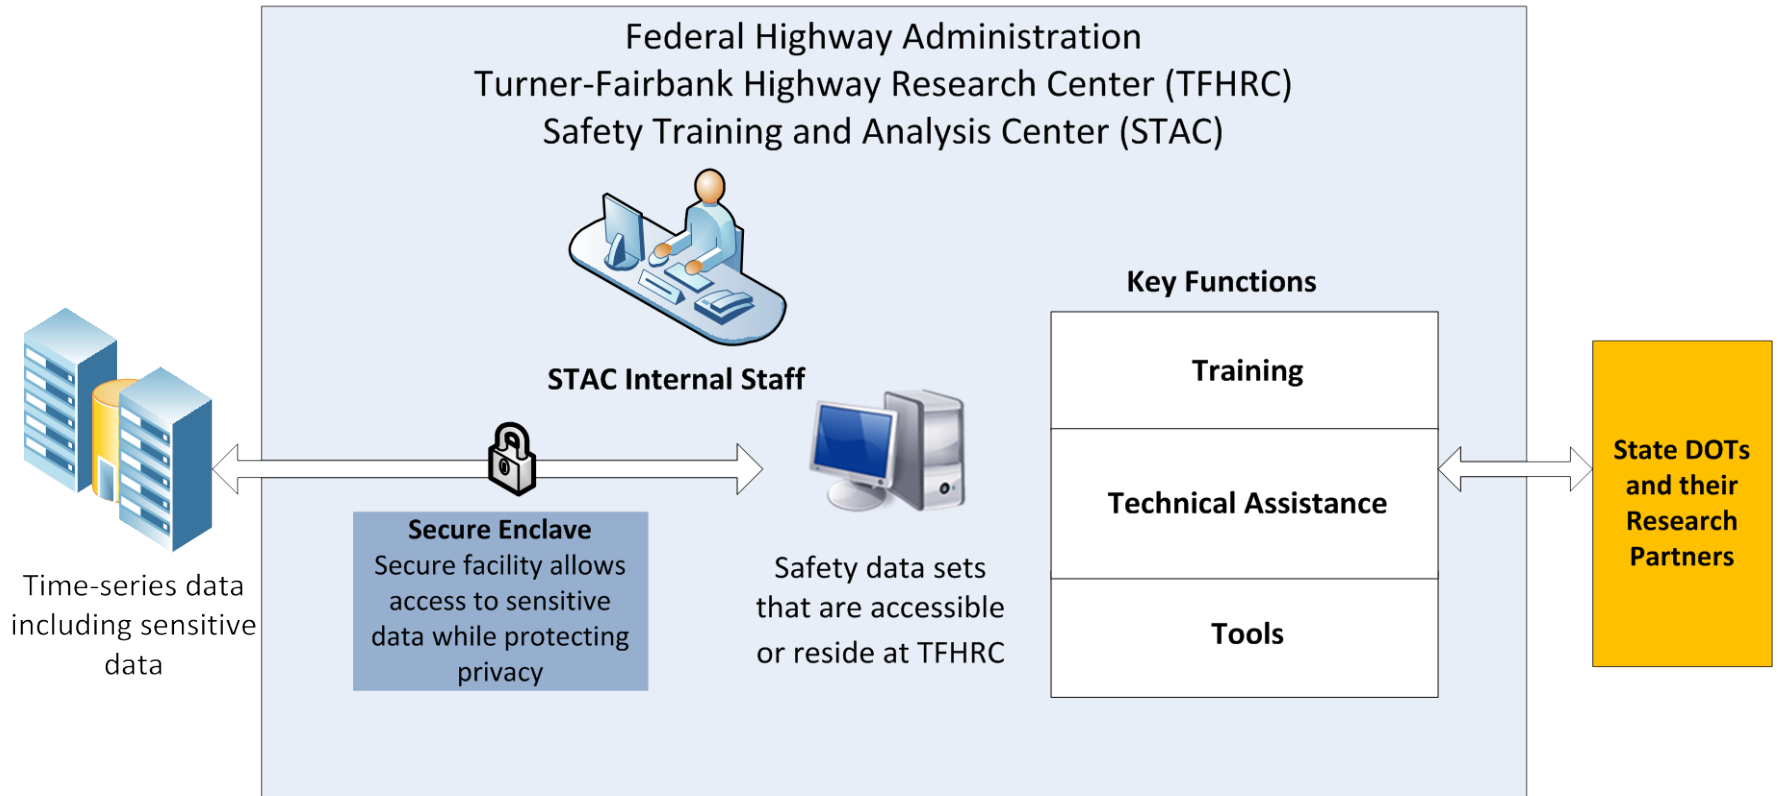 Federal Highway Administration
Turner-Fairbank Highway Research Center (TFHRC)
Safety Training and Analysis Center (STAC)
STAC Internal Staff
Time-series data
including sensitive
data
Secure Enclave
Secure facility allows
access to sensitive
data while protecting
privacy
Safety data sets
that are accessible
or reside at TFHRC
Key Functions
Training
Technical Assistance
Tools
State DOTs
and their
Research
Partners